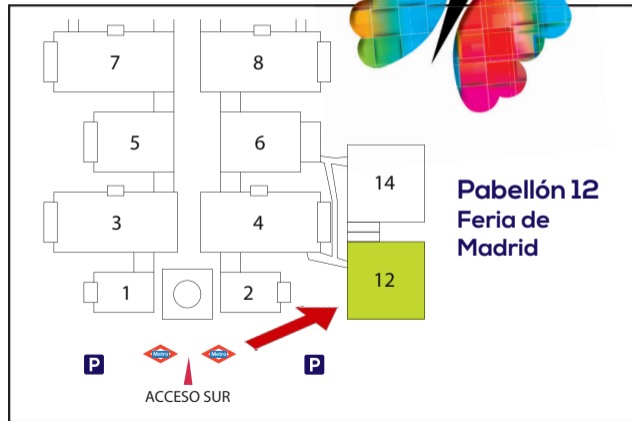 7
8
5
6
14
3
4
12
1
2
Pabellón 12
Feria de
Madrid
Metro
Metro
P
P
ACCESO SUR